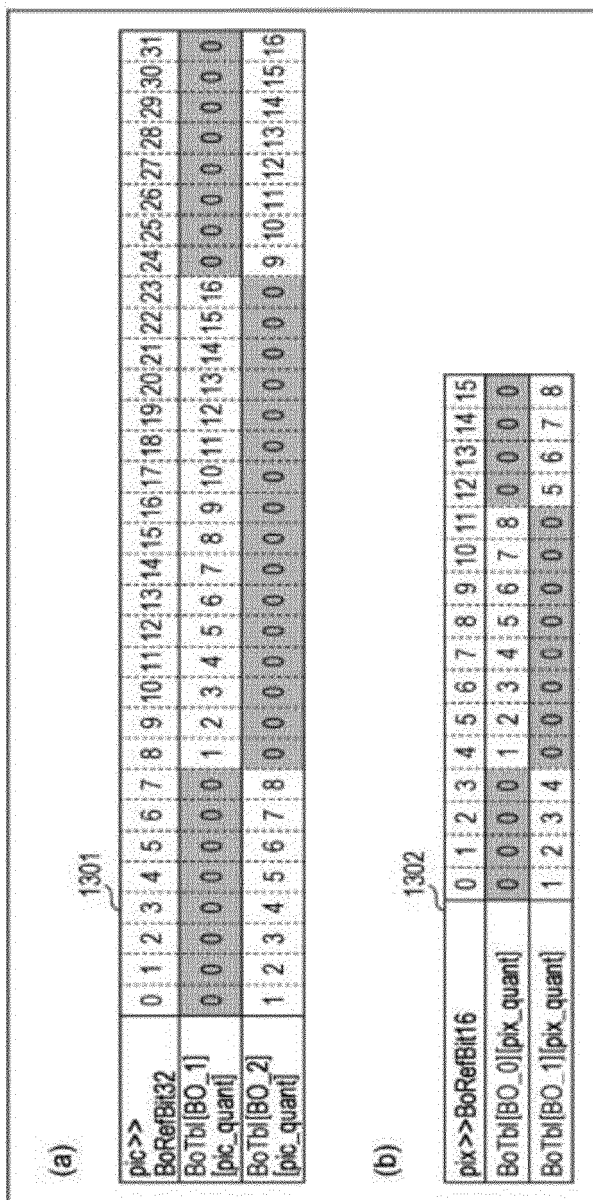 (a)
1301
pic>>
BoRefBit32 0 1 2 3 4 5 6 7 8 9 10 11 12 13 14 15 16 17 18 19 20 21 22 23 24 25 26 27 28 29 30 31
BoTbl[BO_1]
[pic_quant] 0 0 0 0 0 0 0 0 1 2 3 4 5 6 7 8 9 10 11 12 13 14 15 16 0 0 0 0 0 0 0 0
BoTbl[BO_2]
[pic_quant] 1 2 3 4 5 6 7 8 0 0 0 0 0 0 0 0 0 0 0 0 0 0 0 0 9 10 11 12 13 14 15 16
(b)
1302
pix>>BoRefBit16 0 1 2 3 4 5 6 7 8 9 10 11 12 13 14 15
BoTbl[BO_0][pix_quant] 0 0 0 0 1 2 3 4 5 6 7 8 0 0 0 0
BoTbl[BO_1][pix_quant] 1 2 3 4 0 0 0 0 0 0 0 0 5 6 7 8